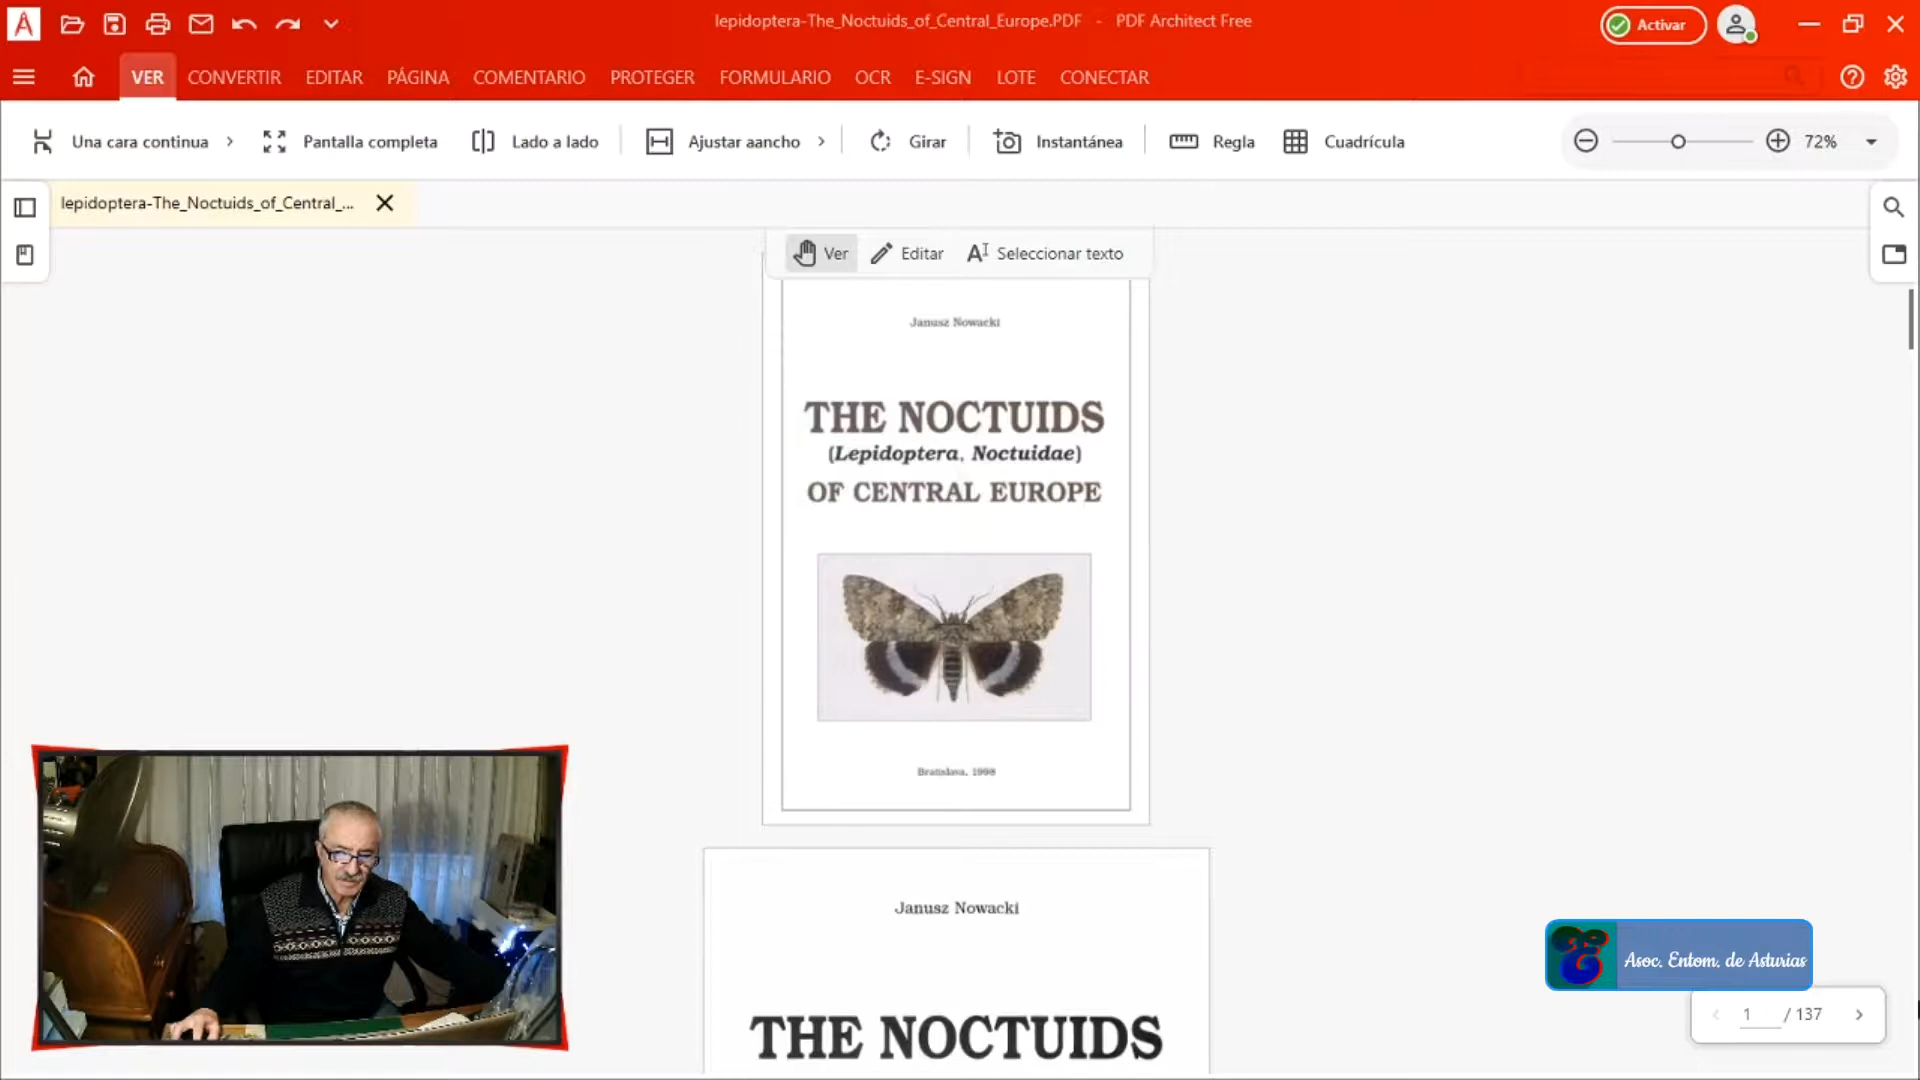 lepidoptera-The_Noctuids_of_Central_Europe.PDF - PDF Architect Free
Activar
VER CONVERTIR EDITAR PÁGINA COMENTARIO PROTEGER FORMULARIO OCR E-SIGN LOTE CONECTAR
Una cara continua Pantalla completa Lado a lado Ajustar aancho Girar Instantánea Regla Cuadrícula 72%
lepidoptera-The_Noctuids_of_Central_...
Ver Editar Seleccionar texto
Janusz Nowacki
THE NOCTUIDS
(Lepidoptera, Noctuidae)
OF CENTRAL EUROPE
Bratislava, 1998
Janusz Nowacki
THE NOCTUIDS
Asoc. Entom. de Asturias
1 / 137